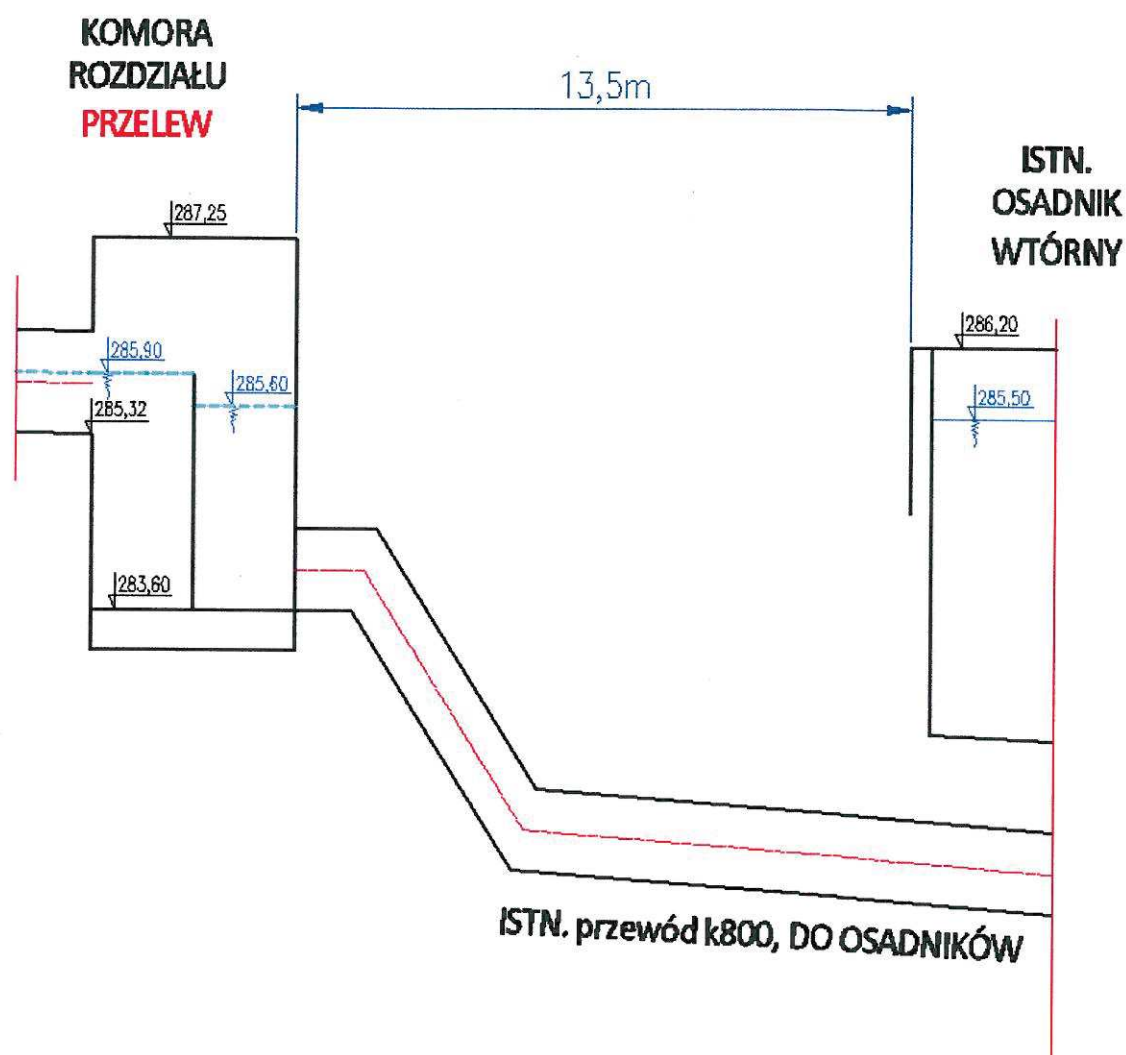 KOMORA
ROZDZIAŁU
PRZELEW
13,5m
ISTN.
OSADNIK
WTÓRNY
287,25
286,20
285,90
285,60
285,50
285,32
283,60
ISTN. przewód k800, DO OSADNIKÓW